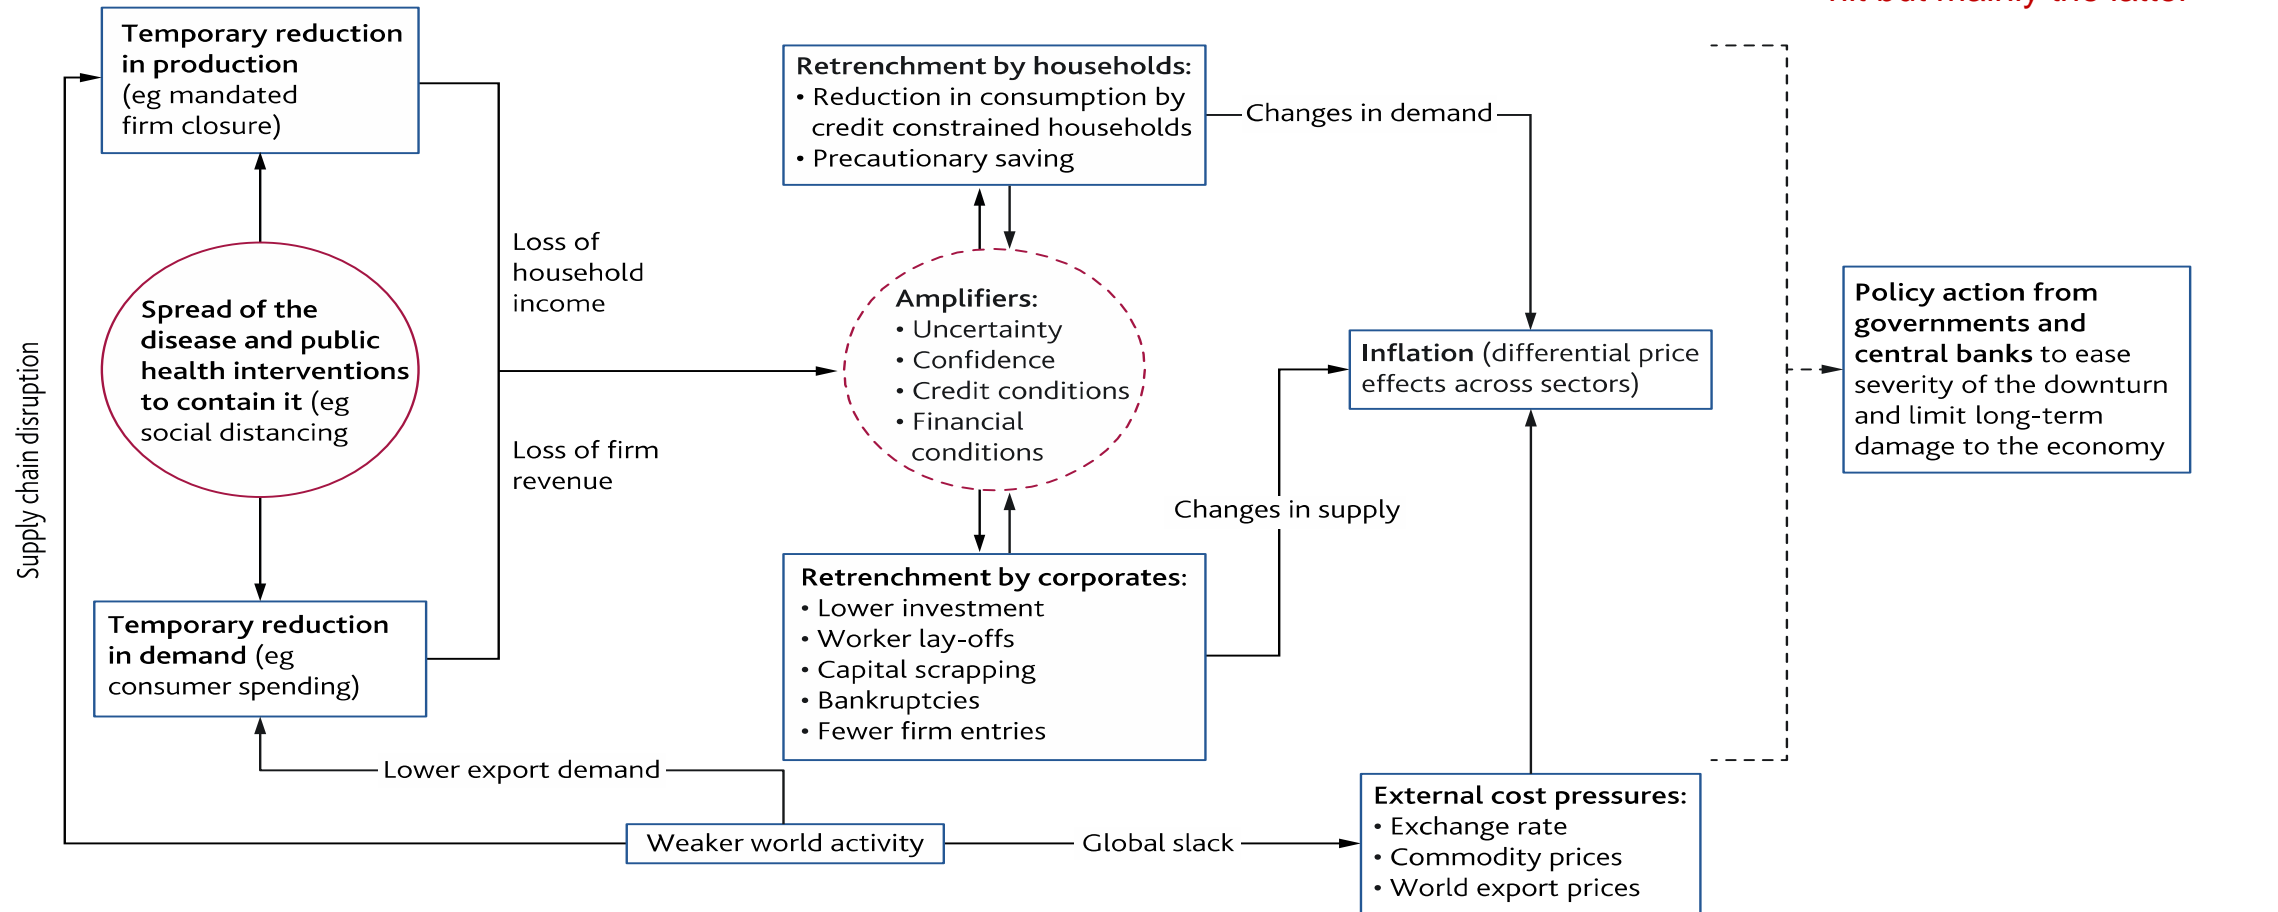 hit but mainly the latter
Temporary reduction
in production
(eg mandated
firm closure)
Retrenchment by households:
• Reduction in consumption by
credit constrained households
• Precautionary saving
Changes in demand
Loss of
household
income
Spread of the
disease and public
health interventions
to contain it (eg
social distancing
Amplifiers:
• Uncertainty
• Confidence
• Credit conditions
• Financial
conditions
Inflation (differential price
effects across sectors)
Policy action from
governments and
central banks to ease
severity of the downturn
and limit long-term
damage to the economy
Supply chain disruption
Loss of firm
revenue
Changes in supply
Temporary reduction
in demand (eg
consumer spending)
Retrenchment by corporates:
• Lower investment
• Worker lay-offs
• Capital scrapping
• Bankruptcies
• Fewer firm entries
Lower export demand
Weaker world activity
Global slack
External cost pressures:
• Exchange rate
• Commodity prices
• World export prices